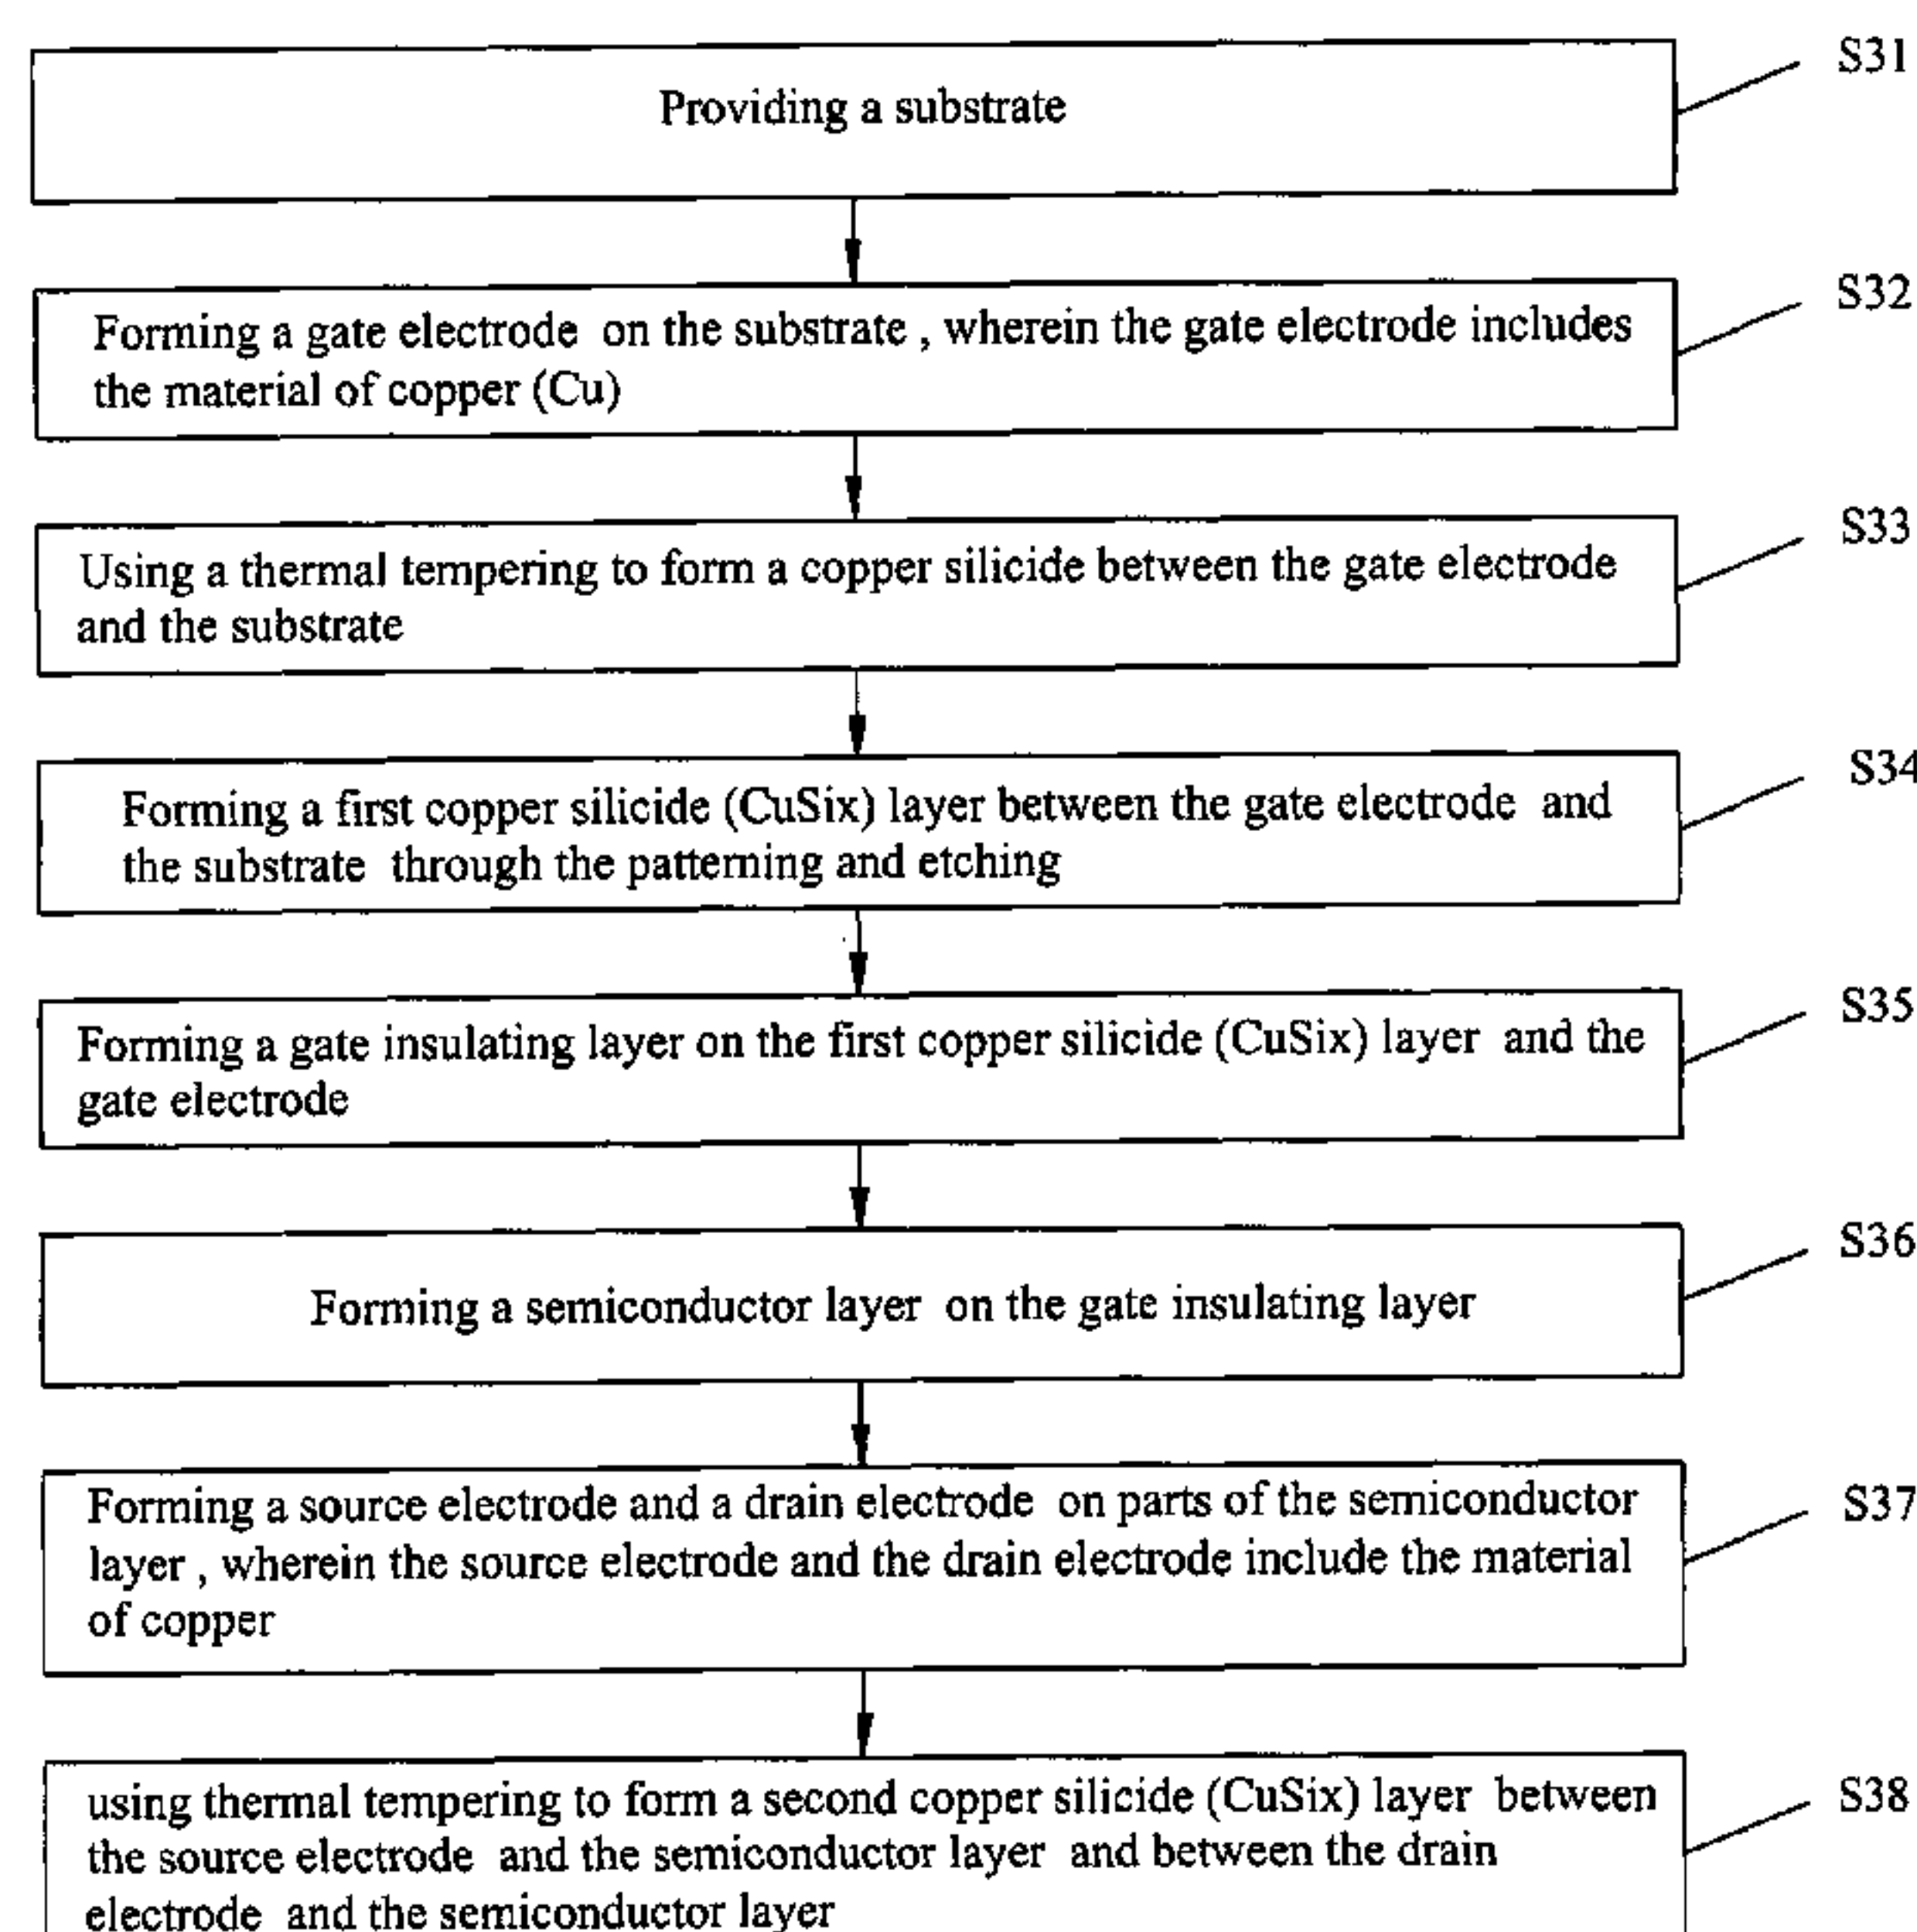 Providing a substrate
S31
Forming a gate electrode on the substrate , wherein the gate electrode includes
the material of copper (Cu)
S32
Using a thermal tempering to form a copper silicide between the gate electrode
and the substrate
S33
Forming a first copper silicide (CuSix) layer between the gate electrode and
the substrate through the patterning and etching
S34
Forming a gate insulating layer on the first copper silicide (CuSix) layer and the
gate electrode
S35
Forming a semiconductor layer on the gate insulating layer
S36
Forming a source electrode and a drain electrode on parts of the semiconductor
layer , wherein the source electrode and the drain electrode include the material
of copper
S37
using thermal tempering to form a second copper silicide (CuSix) layer between
the source electrode and the semiconductor layer and between the drain
electrode and the semiconductor layer
S38